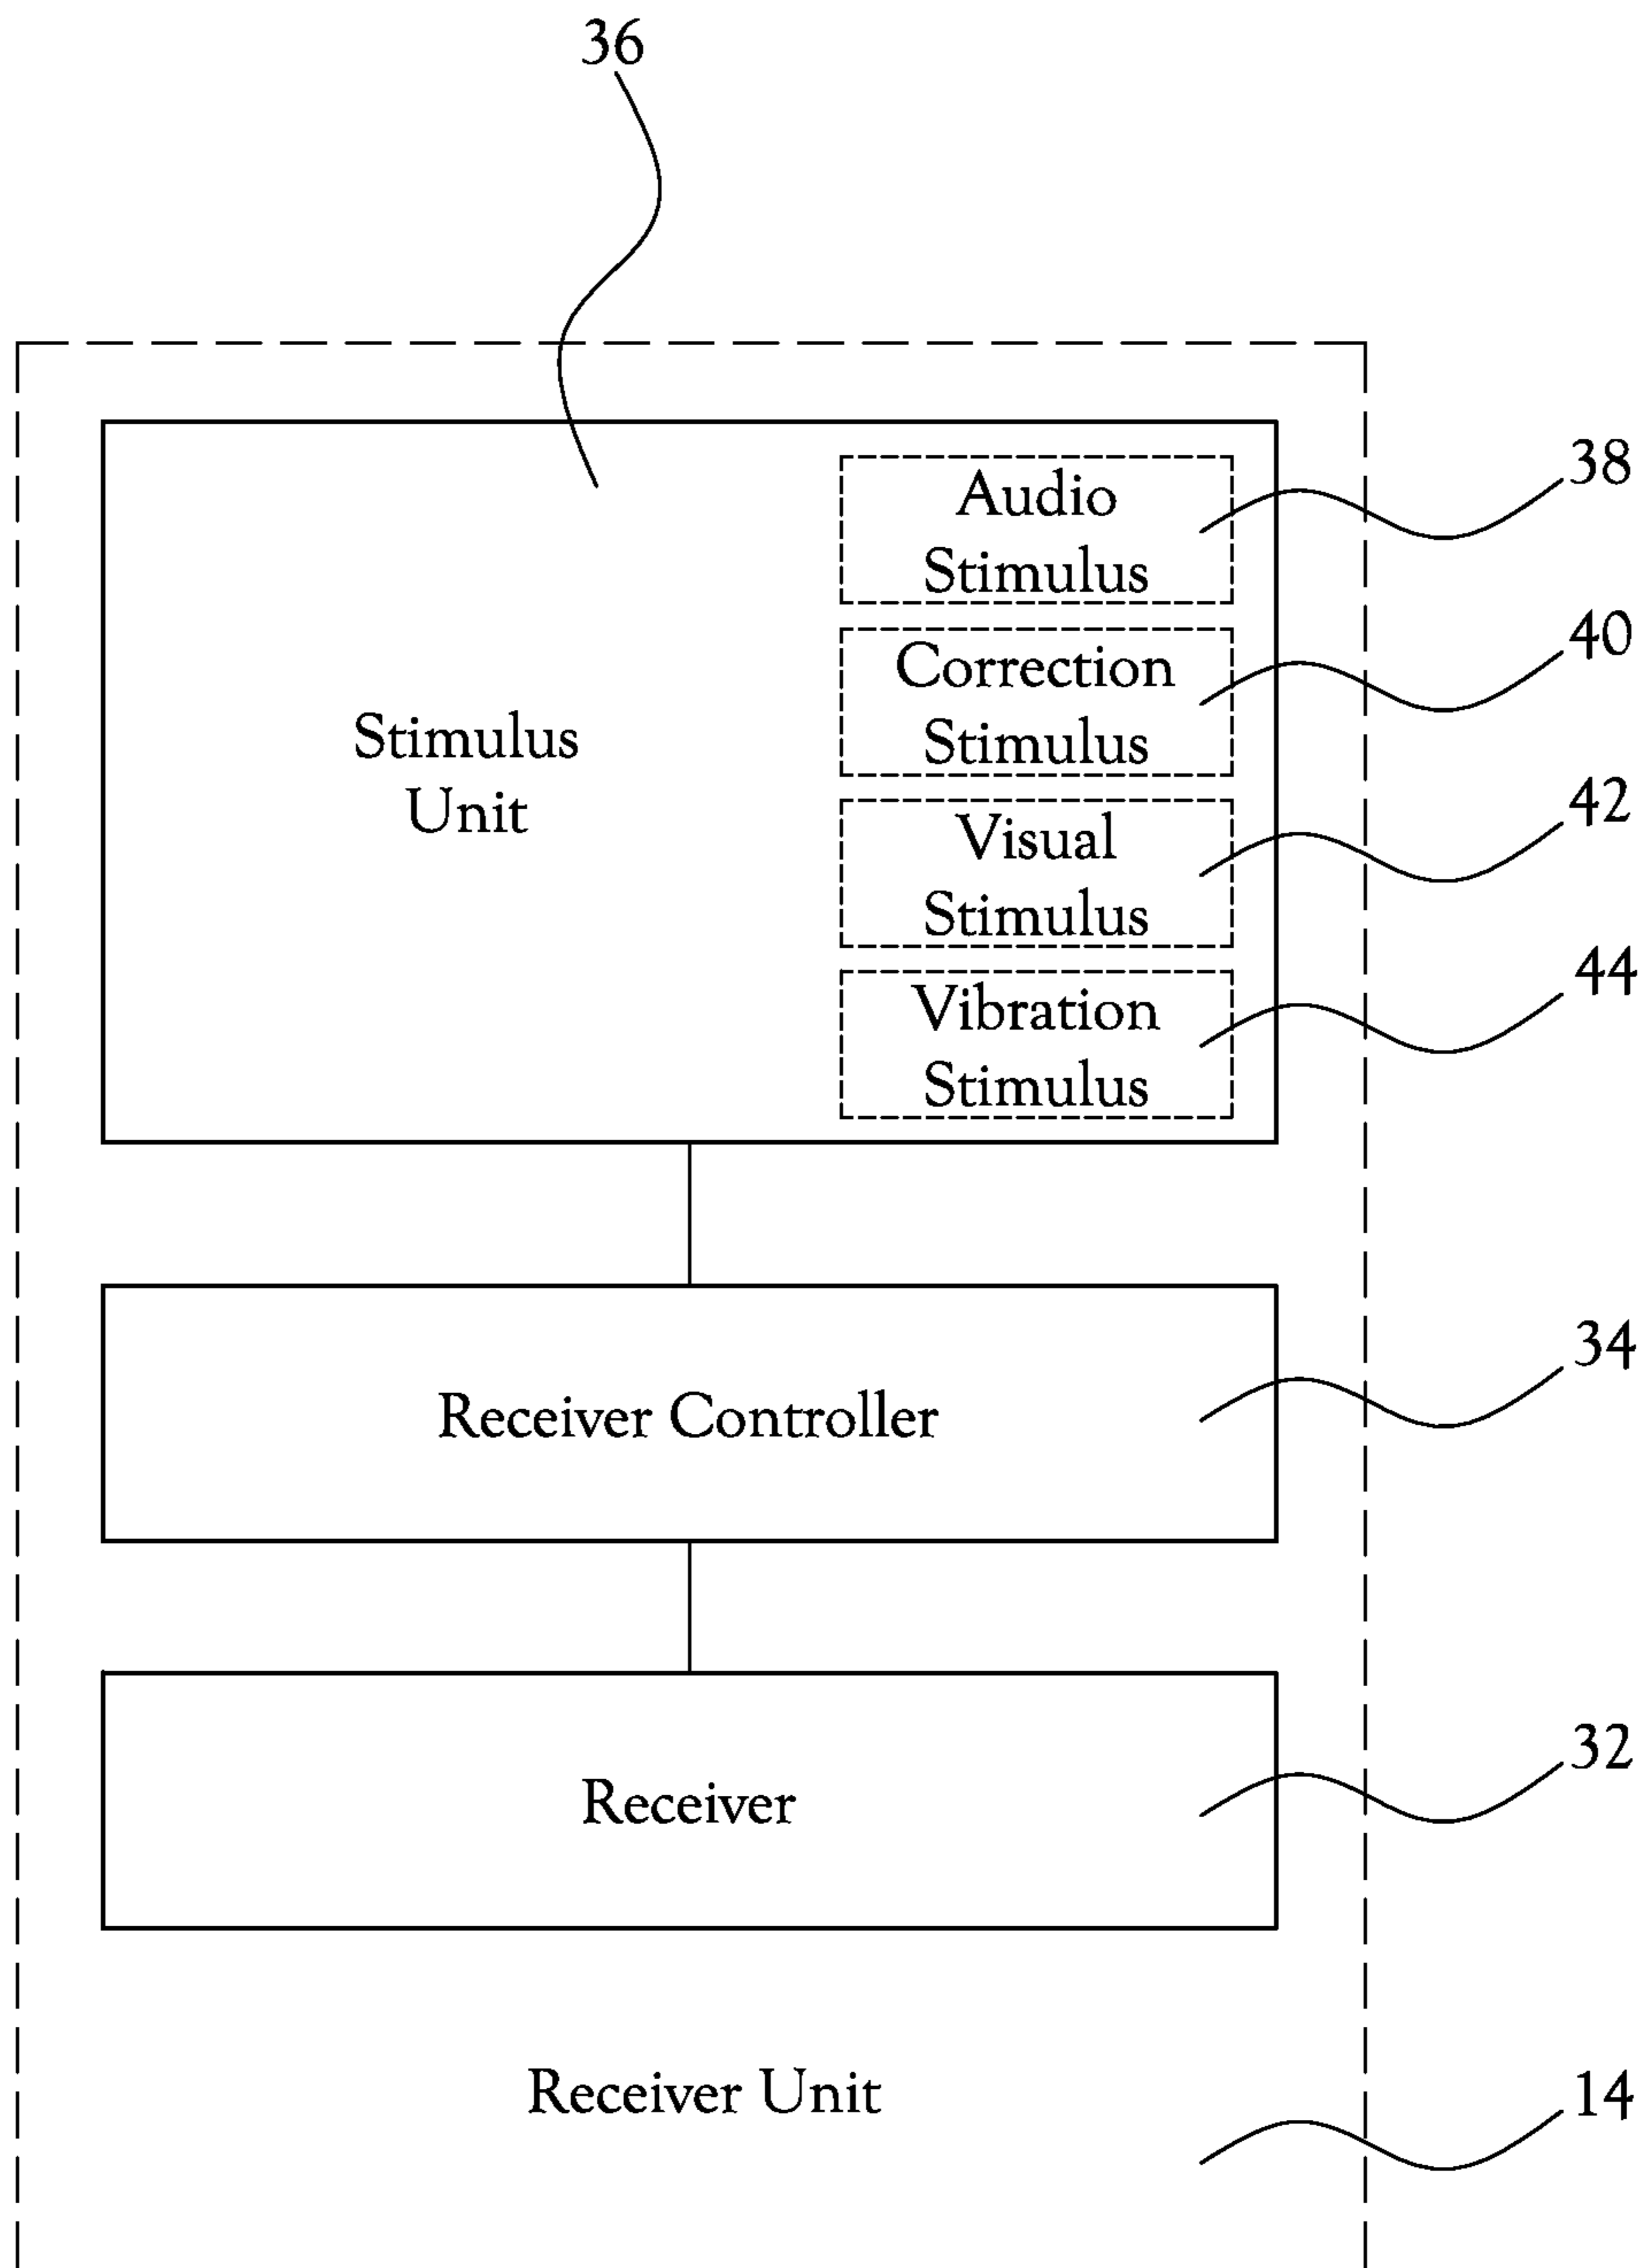 36
Audio
Stimulus
38
Correction
Stimulus
40
Stimulus
Unit
Visual
Stimulus
42
Vibration
Stimulus
44
Receiver Controller
34
Receiver
32
Receiver Unit
14